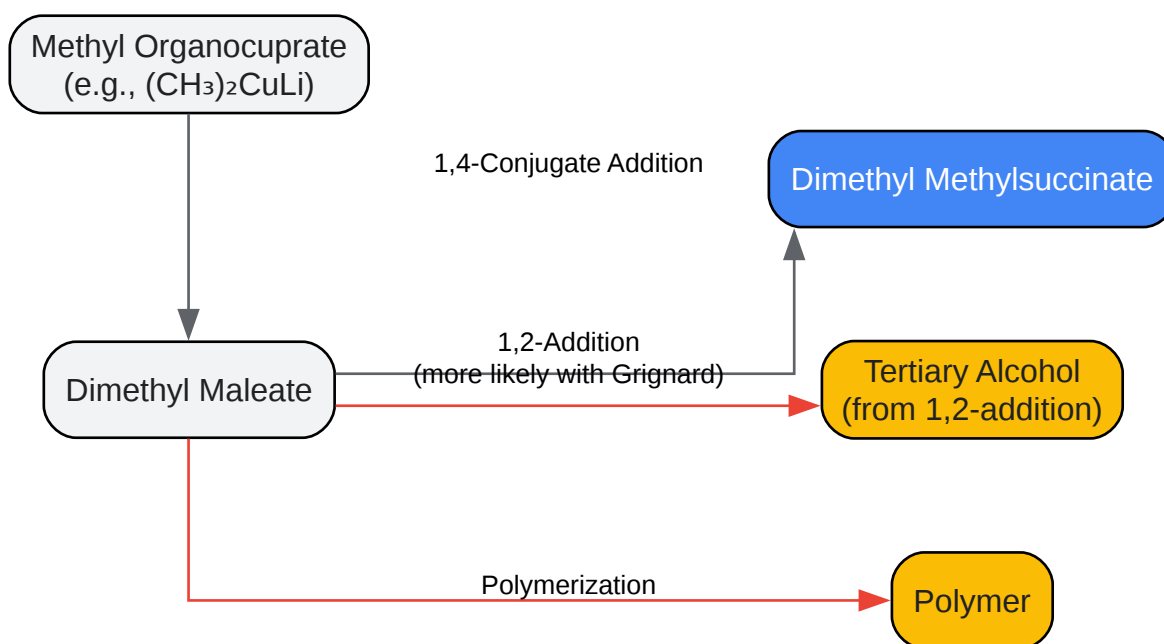 Methyl Organocuprate
(e.g., (CH₃)₂CuLi)
1,4-Conjugate Addition
Dimethyl Methylsuccinate
Dimethyl Maleate
1,2-Addition
(more likely with Grignard)
Tertiary Alcohol
(from 1,2-addition)
Polymerization
Polymer